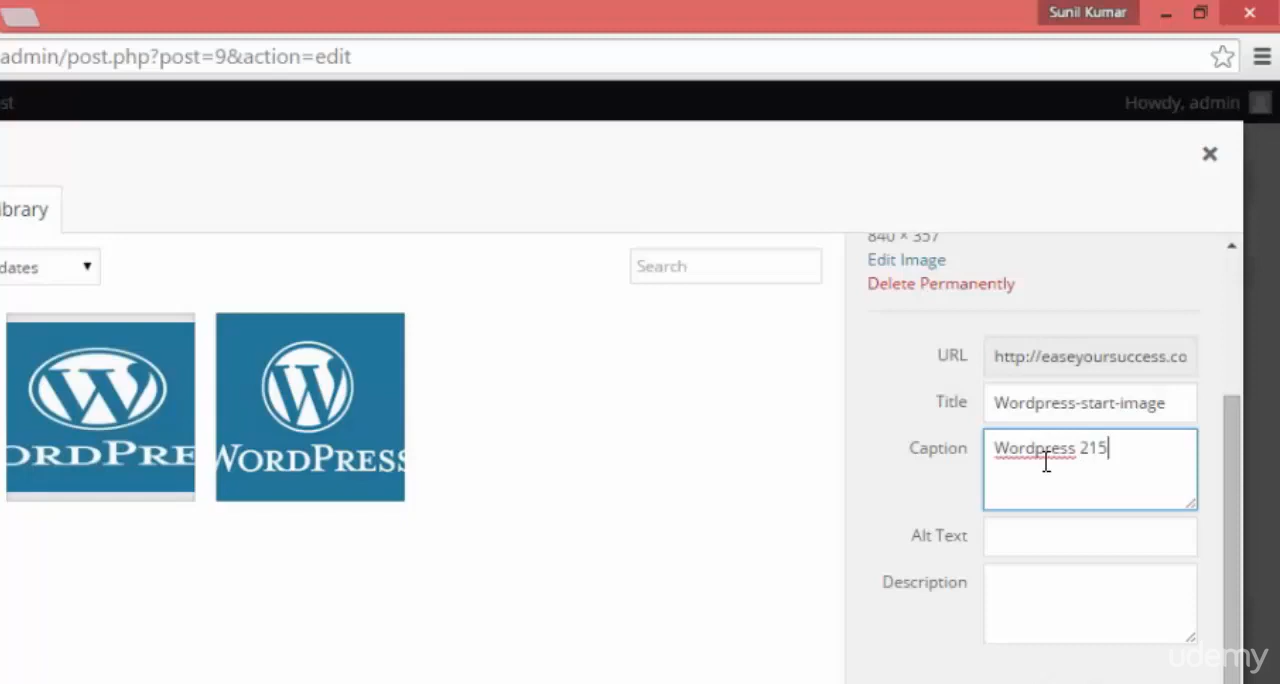 Sunil Kumar
admin/post.php?post=9&action=edit
st
Howdy, admin
ibrary
dates
Search
840 × 357
Edit Image
Delete Permanently
URL
http://easeyoursuccess.co
Title
Wordpress-start-image
Caption
Wordpress 215
Alt Text
Description
ORDPRE
WORDPRESS
udemy